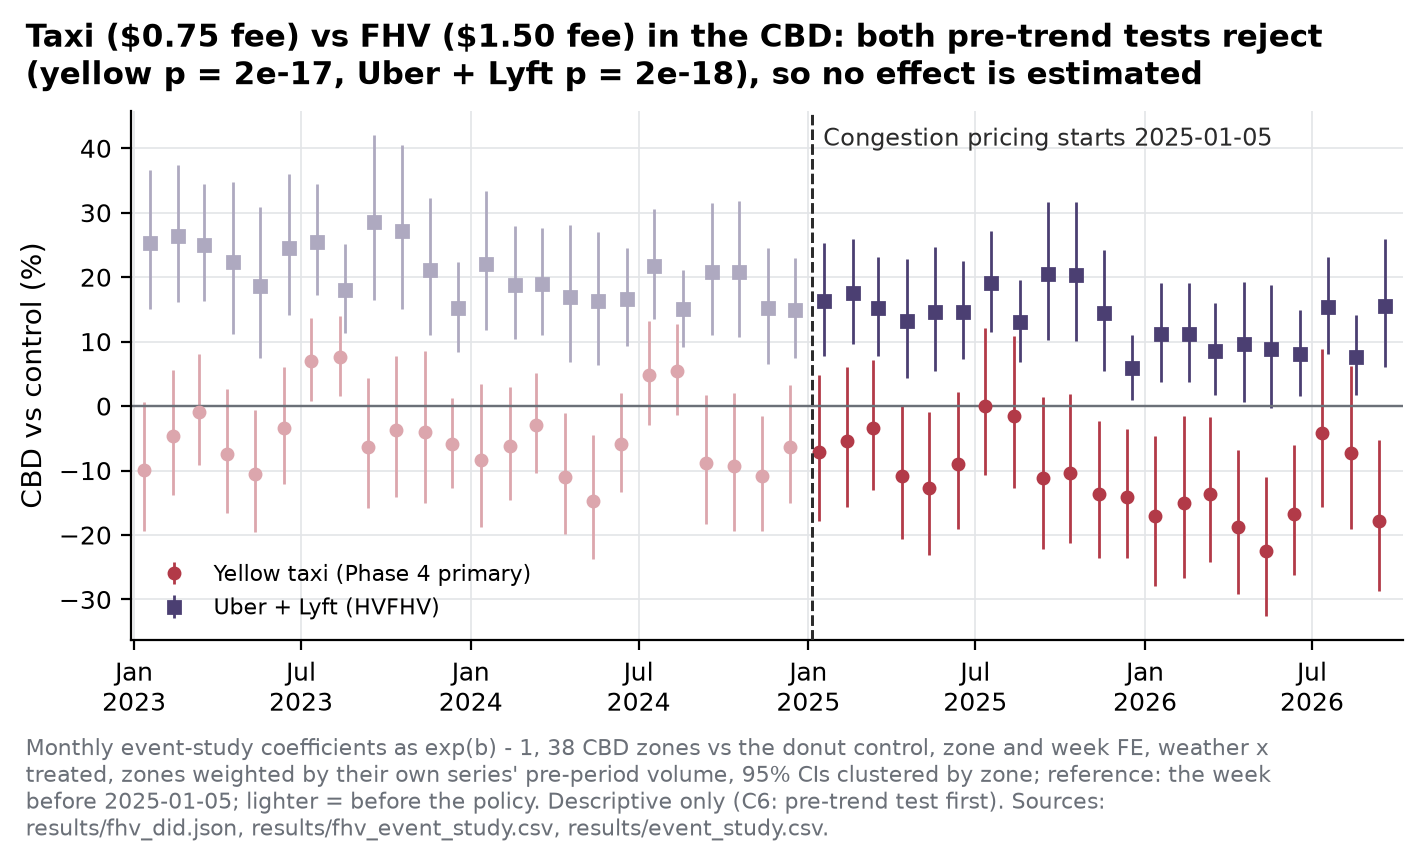 Taxi ($0.75 fee) vs FHV ($1.50 fee) in the CBD: both pre-trend tests reject
(yellow p = 2e-17, Uber + Lyft p = 2e-18), so no effect is estimated
Congestion pricing starts 2025-01-05
CBD vs control (%)
40
30
20
10
0
−10
−20
−30
Yellow taxi (Phase 4 primary)
Uber + Lyft (HVFHV)
Jan
2023
Jul
2023
Jan
2024
Jul
2024
Jan
2025
Jul
2025
Jan
2026
Jul
2026
Monthly event-study coefficients as exp(b) - 1, 38 CBD zones vs the donut control, zone and week FE, weather x
treated, zones weighted by their own series' pre-period volume, 95% CIs clustered by zone; reference: the week
before 2025-01-05; lighter = before the policy. Descriptive only (C6: pre-trend test first). Sources:
results/fhv_did.json, results/fhv_event_study.csv, results/event_study.csv.